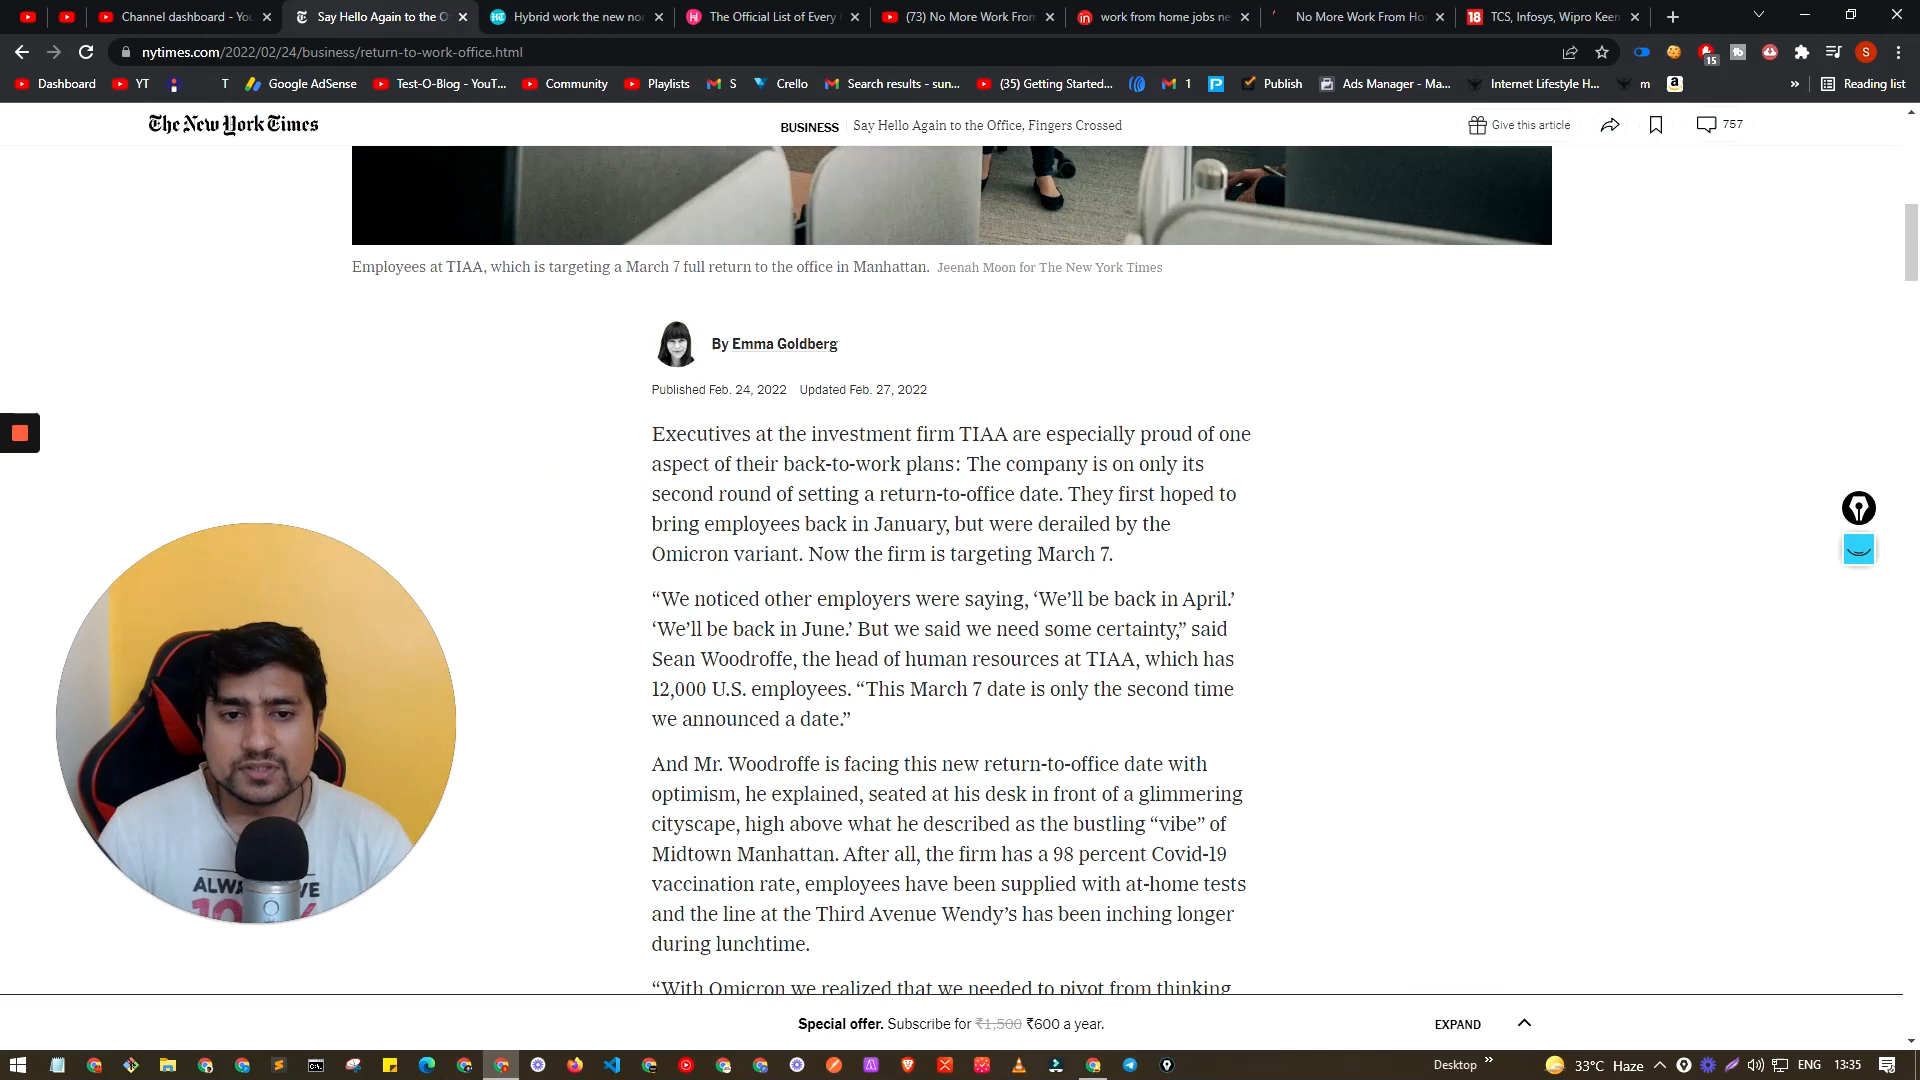 Channel dashboard - You
Say Hello Again to the O
Hybrid work the new no
The Official List of Every
(73) No More Work From
work from home jobs ne
No More Work From Ho
TCS, Infosys, Wipro Keen
nytimes.com/2022/02/24/business/return-to-work-office.html
15
S
Dashboard
YT
T
Google AdSense
Test-O-Blog - YouT...
Community
Playlists
S
Crello
Search results - sun...
(35) Getting Started...
1
Publish
Ads Manager - Ma...
Internet Lifestyle H...
m
Reading list
The New York Times
BUSINESS
Say Hello Again to the Office, Fingers Crossed
Give this article
757
Employees at TIAA, which is targeting a March 7 full return to the office in Manhattan. Jeenah Moon for The New York Times
By Emma Goldberg
Published Feb. 24, 2022 Updated Feb. 27, 2022
Executives at the investment firm TIAA are especially proud of one
aspect of their back-to-work plans: The company is on only its
second round of setting a return-to-office date. They first hoped to
bring employees back in January, but were derailed by the
Omicron variant. Now the firm is targeting March 7.
“We noticed other employers were saying, ‘We’ll be back in April.’
‘We’ll be back in June.’ But we said we need some certainty,” said
Sean Woodroffe, the head of human resources at TIAA, which has
12,000 U.S. employees. “This March 7 date is only the second time
we announced a date.”
And Mr. Woodroffe is facing this new return-to-office date with
optimism, he explained, seated at his desk in front of a glimmering
cityscape, high above what he described as the bustling “vibe” of
Midtown Manhattan. After all, the firm has a 98 percent Covid-19
vaccination rate, employees have been supplied with at-home tests
and the line at the Third Avenue Wendy’s has been inching longer
during lunchtime.
“With Omicron we realized that we needed to pivot from thinking
Special offer. Subscribe for ₹1,500 ₹600 a year.
EXPAND
Desktop
33°C Haze
ENG
13:35